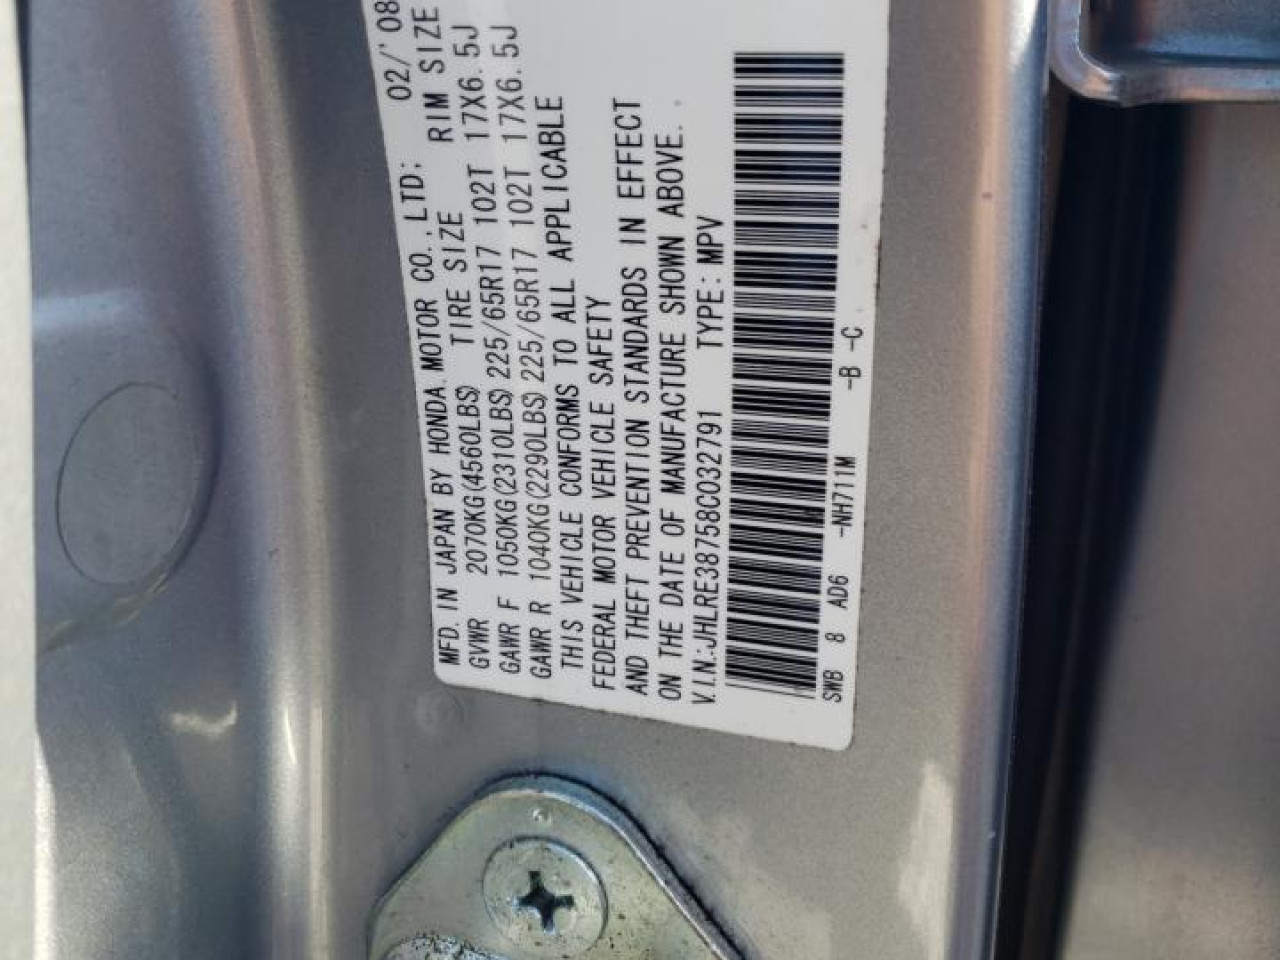 MFD. IN JAPAN BY HONDA MOTOR CO., LTD: 02/'08
GVWR 2070KG(4560LBS) TIRE SIZE RIM SIZE
GAWR F 1050KG(2310LBS) 225/65R17 102T 17X6.5J
GAWR R 1040KG(2290LBS) 225/65R17 102T 17X6.5J
THIS VEHICLE CONFORMS TO ALL APPLICABLE
FEDERAL MOTOR VEHICLE SAFETY
AND THEFT PREVENTION STANDARDS IN EFFECT
ON THE DATE OF MANUFACTURE SHOWN ABOVE.
V.I.N.:JHLRE38758C032791 TYPE:MPV
SWB 8 AD6 -NH711M -B -C